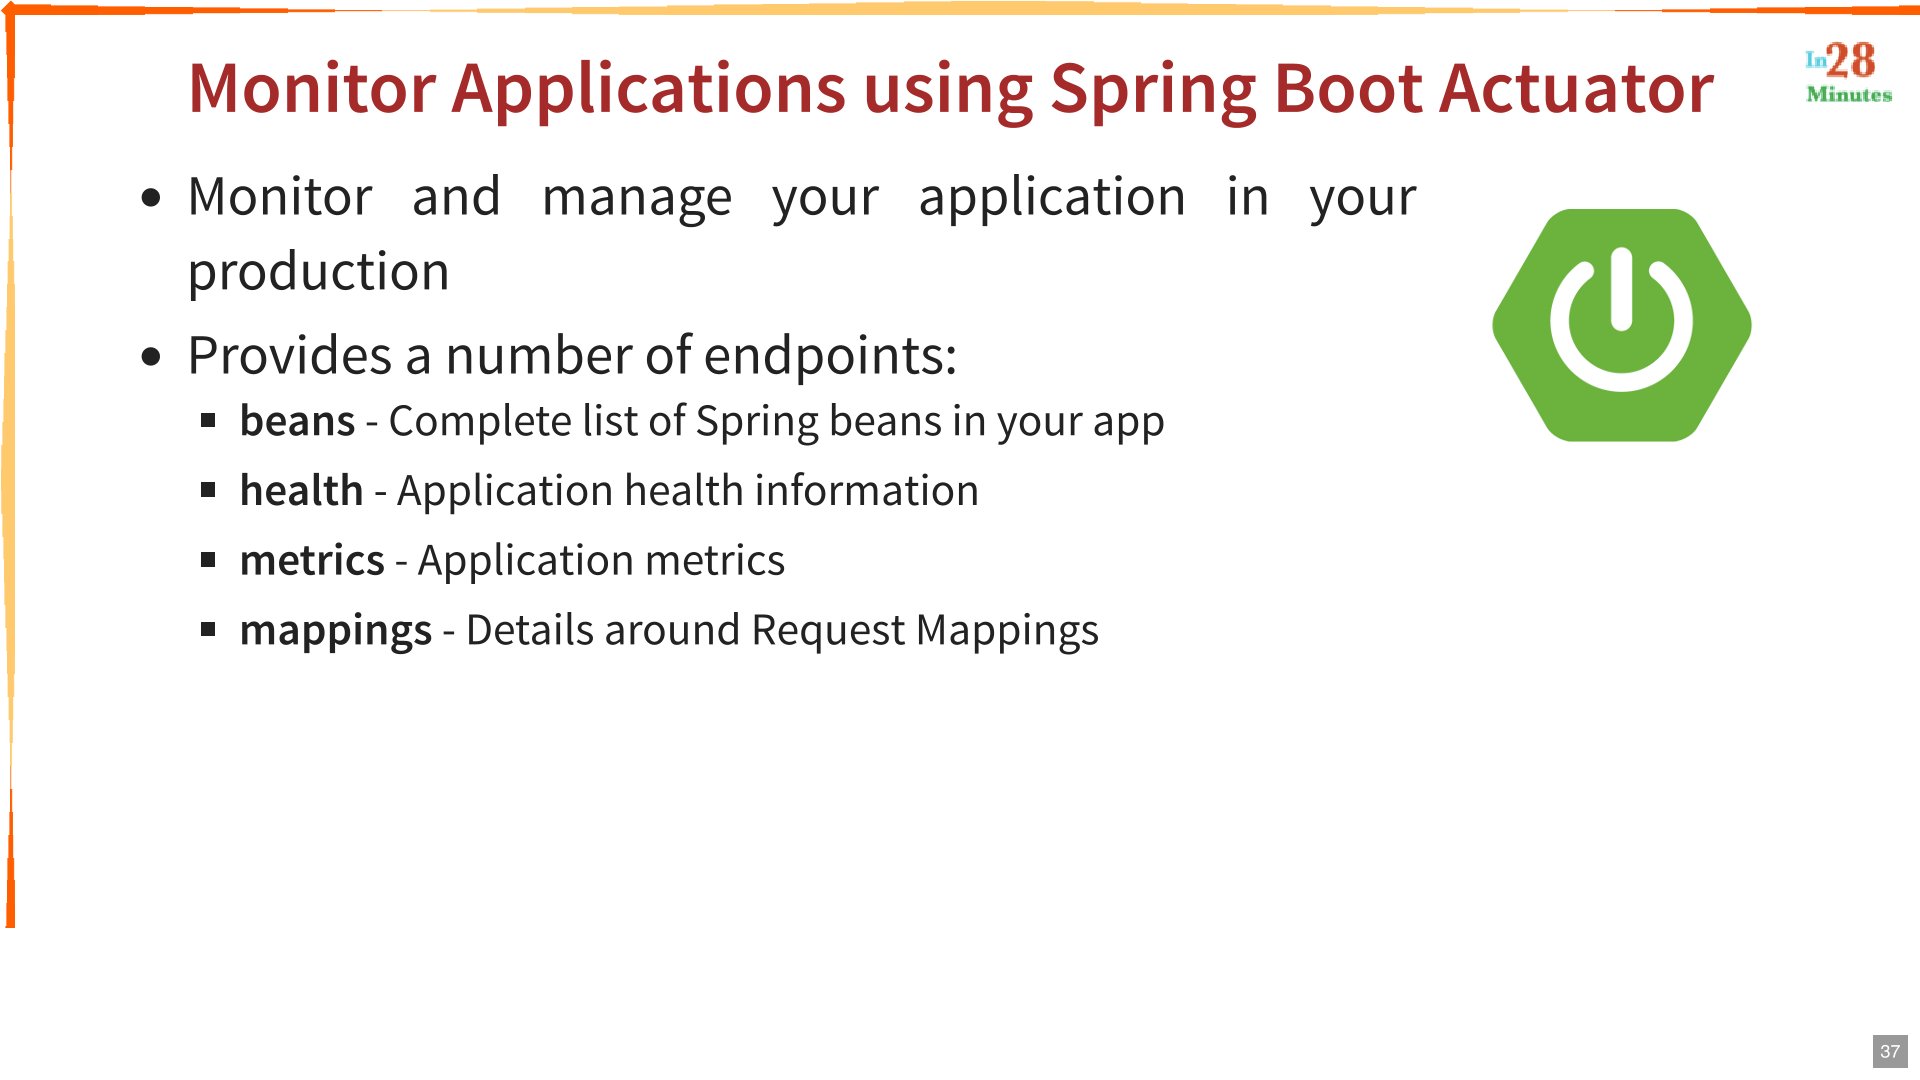 Monitor Applications using Spring Boot Actuator
In28
Minutes
• Monitor and manage your application in your
production
• Provides a number of endpoints:
▪ beans - Complete list of Spring beans in your app
▪ health - Application health information
▪ metrics - Application metrics
▪ mappings - Details around Request Mappings
37